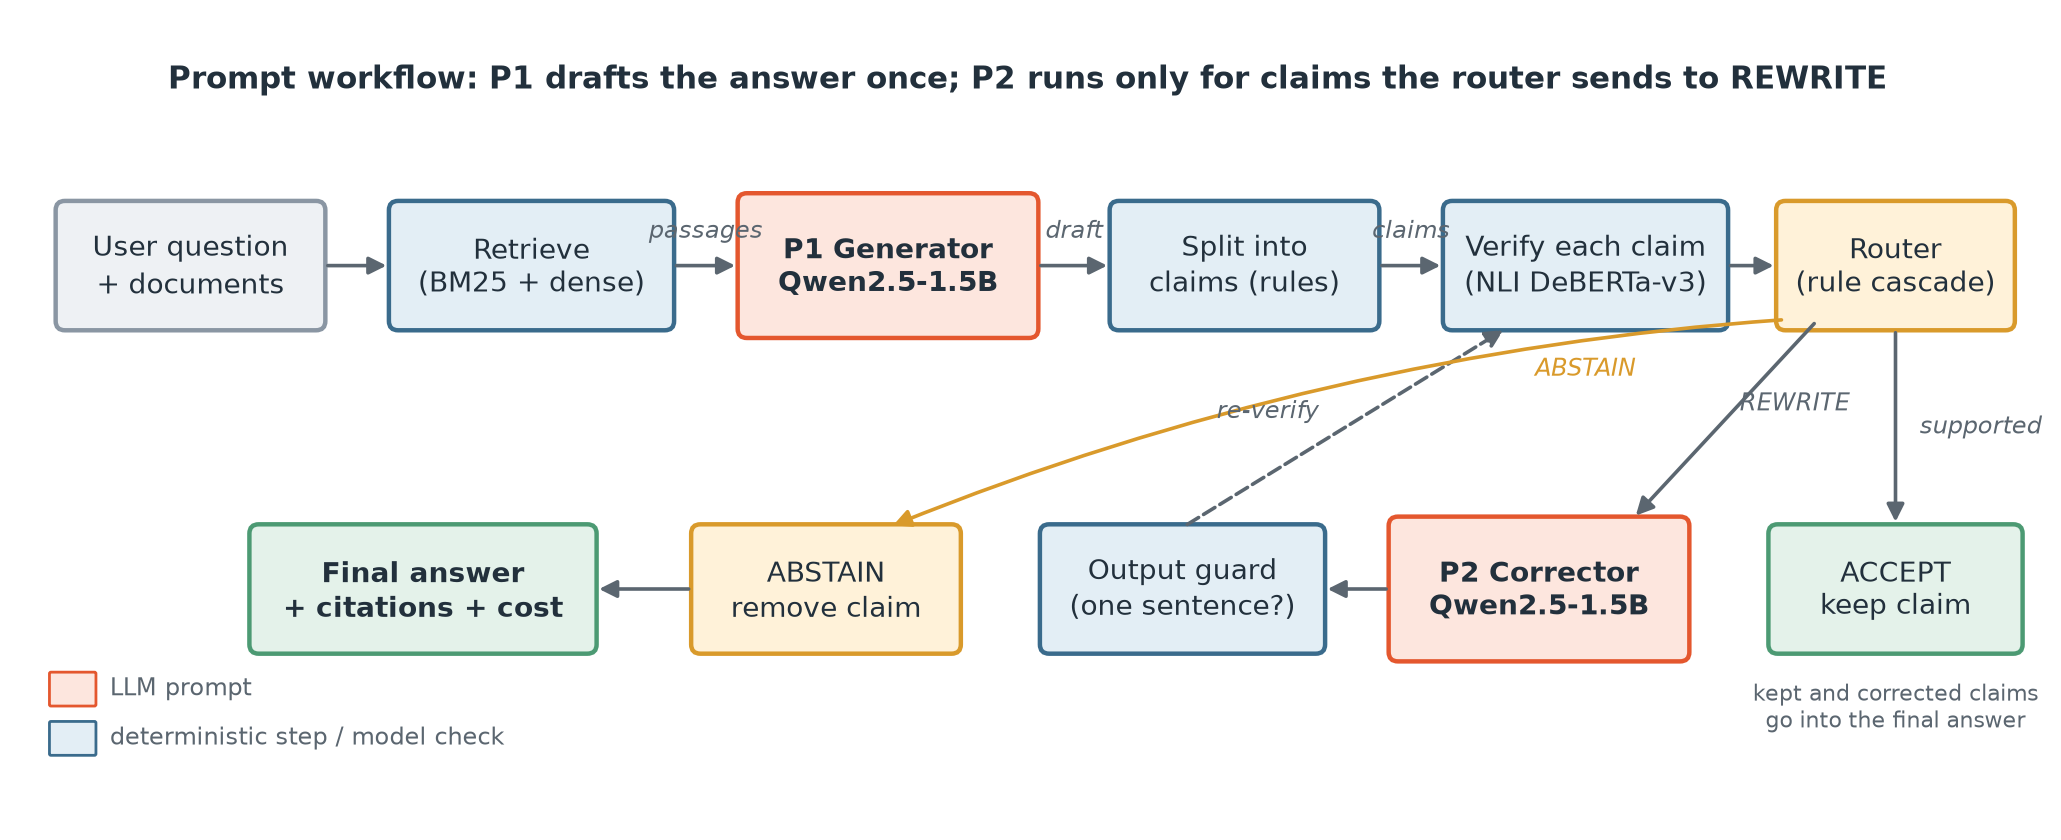 Prompt workflow: P1 drafts the answer once; P2 runs only for claims the router sends to REWRITE
User question
+ documents
Retrieve
(BM25 + dense)
passages
P1 Generator
Qwen2.5-1.5B
draft
Split into
claims (rules)
claims
Verify each claim
(NLI DeBERTa-v3)
Router
(rule cascade)
ABSTAIN
re-verify
REWRITE
supported
Final answer
+ citations + cost
ABSTAIN
remove claim
Output guard
(one sentence?)
P2 Corrector
Qwen2.5-1.5B
ACCEPT
keep claim
kept and corrected claims
go into the final answer
LLM prompt
deterministic step / model check